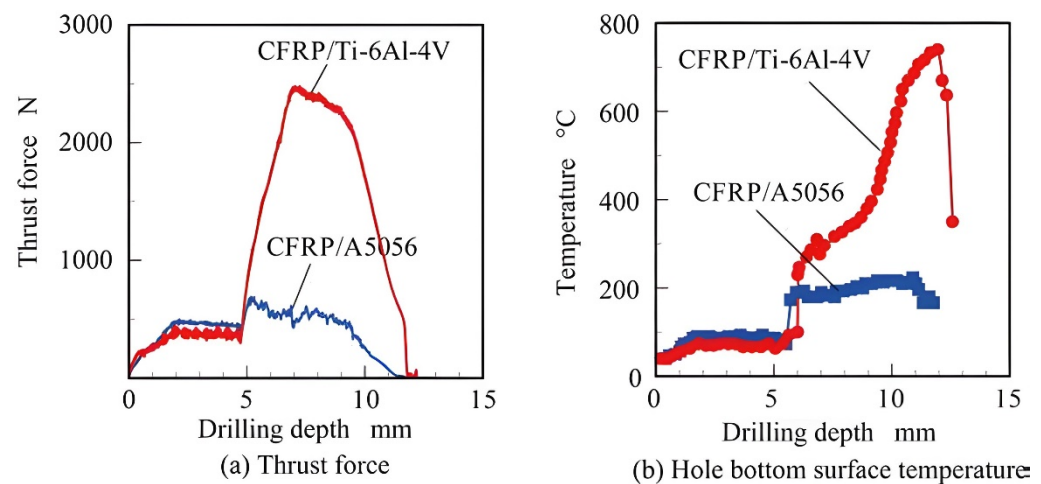 3000
2000
1000
0
5
10
15
Thrust force N
CFRP/Ti-6Al-4V
CFRP/A5056
Drilling depth mm
(a) Thrust force
800
600
400
200
0
0
5
10
15
Temperature °C
CFRP/Ti-6Al-4V
CFRP/A5056
Drilling depth mm
(b) Hole bottom surface temperature